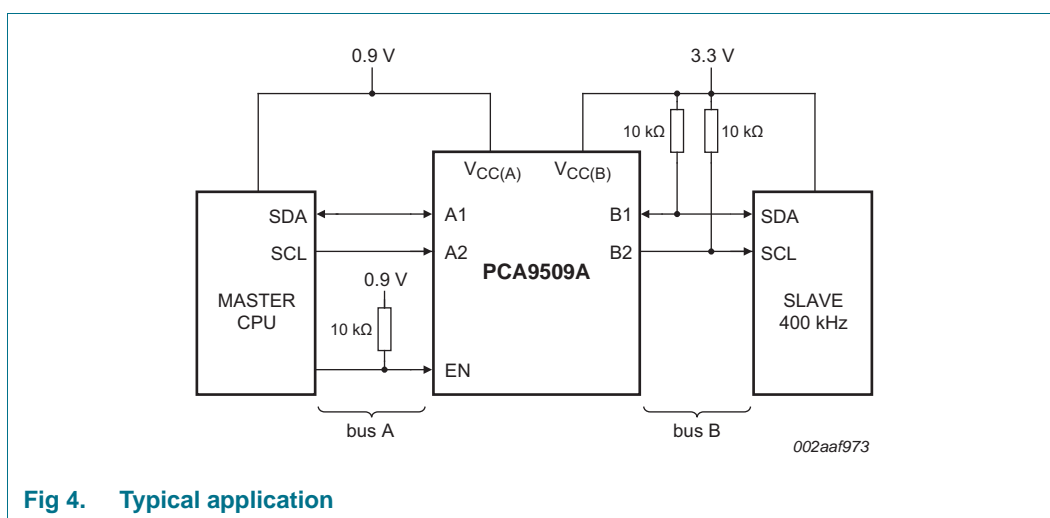 0.9 V
3.3 V
10 kΩ
10 kΩ
VCC(A)
VCC(B)
SDA
A1
B1
SDA
SCL
A2
B2
SCL
PCA9509A
0.9 V
MASTER
CPU
SLAVE
400 kHz
10 kΩ
EN
bus A
bus B
002aaf973
Fig 4. Typical application